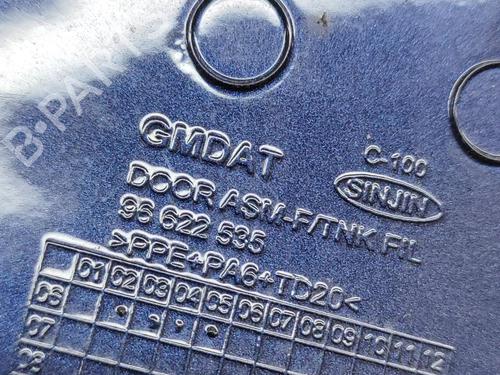 B-PARTS
GMDAT
C-100
DOOR ASM-F/TNK FIL
SINJIN
96 622 535
>PPE+PA6+TD20<
01 02 03 04 05 06 07 08 09 10 11 12
06
07
08